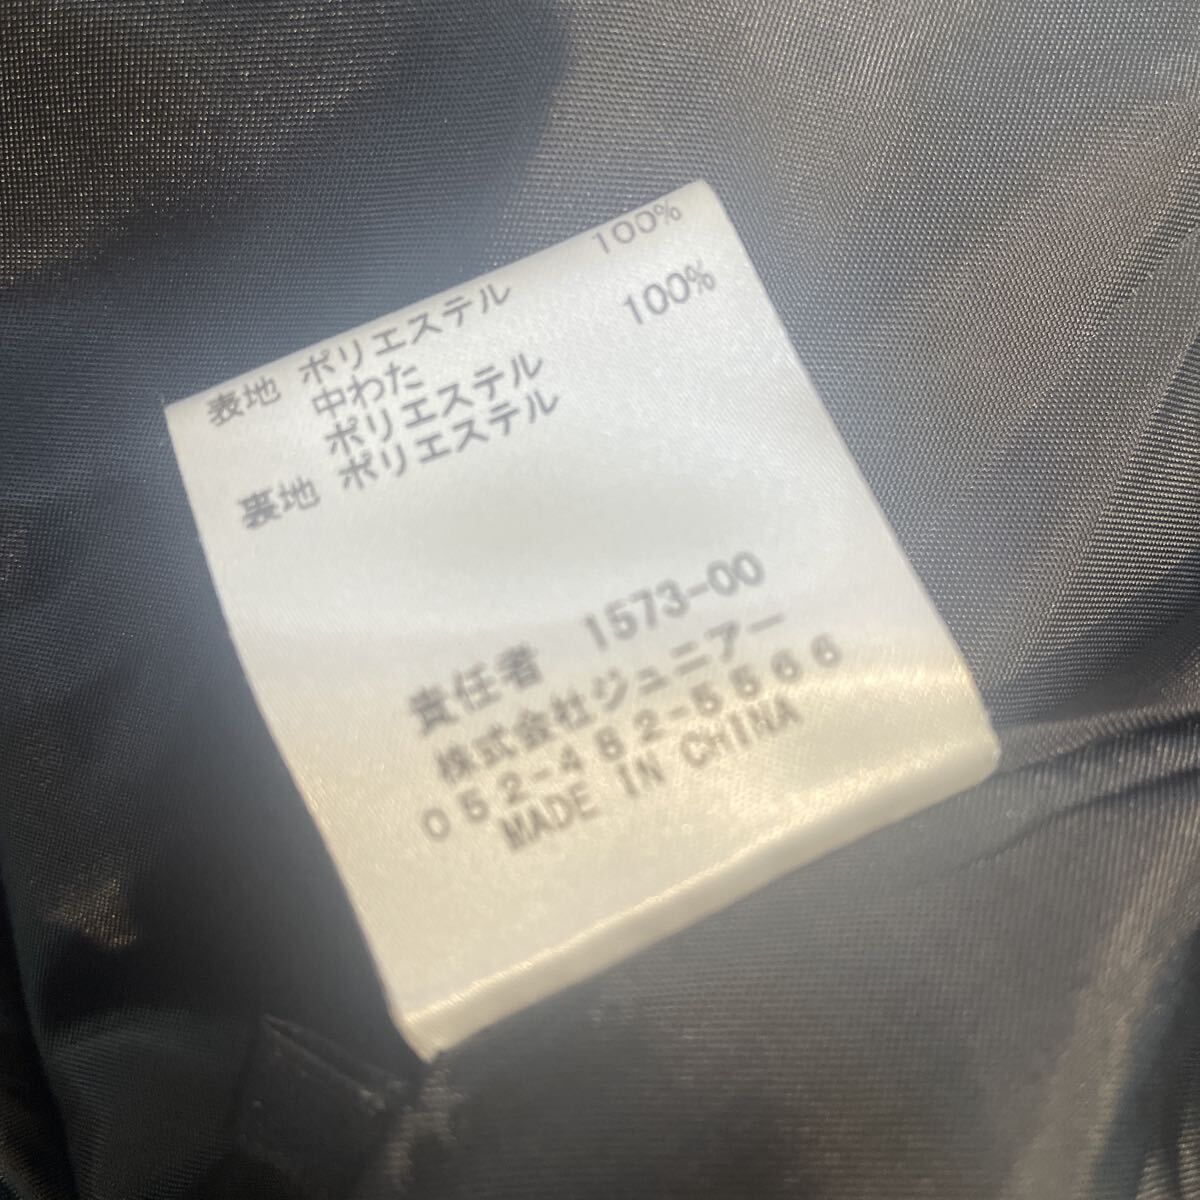 表地 ポリエステル 100%
中わた
ポリエステル 100%
裏地 ポリエステル
責任者 1573-00
株式会社ジュニアー
052-482-5566
MADE IN CHINA